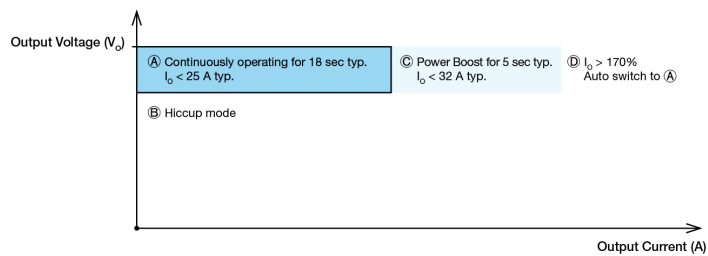 Output Voltage (Vo)
Ⓐ Continuously operating for 18 sec typ.
Io < 25 A typ.
Ⓒ Power Boost for 5 sec typ.
Io < 32 A typ.
Ⓓ Io > 170%
Auto switch to Ⓐ
Ⓑ Hiccup mode
Output Current (A)